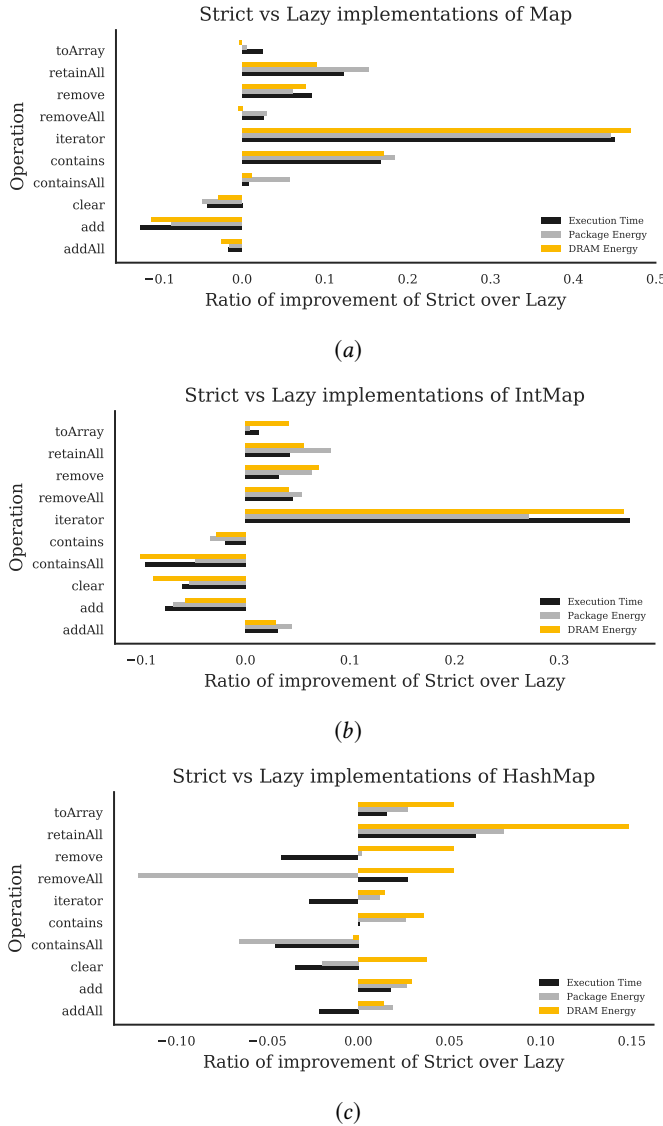 Strict vs Lazy implementations of Map
Operation
toArray
retainAll
remove
removeAll
iterator
contains
containsAll
clear
add
addAll
Execution Time
Package Energy
DRAM Energy
−0.1 0.0 0.1 0.2 0.3 0.4 0.5
Ratio of improvement of Strict over Lazy
(a)
Strict vs Lazy implementations of IntMap
Operation
toArray
retainAll
remove
removeAll
iterator
contains
containsAll
clear
add
addAll
Execution Time
Package Energy
DRAM Energy
−0.1 0.0 0.1 0.2 0.3
Ratio of improvement of Strict over Lazy
(b)
Strict vs Lazy implementations of HashMap
Operation
toArray
retainAll
remove
removeAll
iterator
contains
containsAll
clear
add
addAll
Execution Time
Package Energy
DRAM Energy
−0.10 −0.05 0.00 0.05 0.10 0.15
Ratio of improvement of Strict over Lazy
(c)